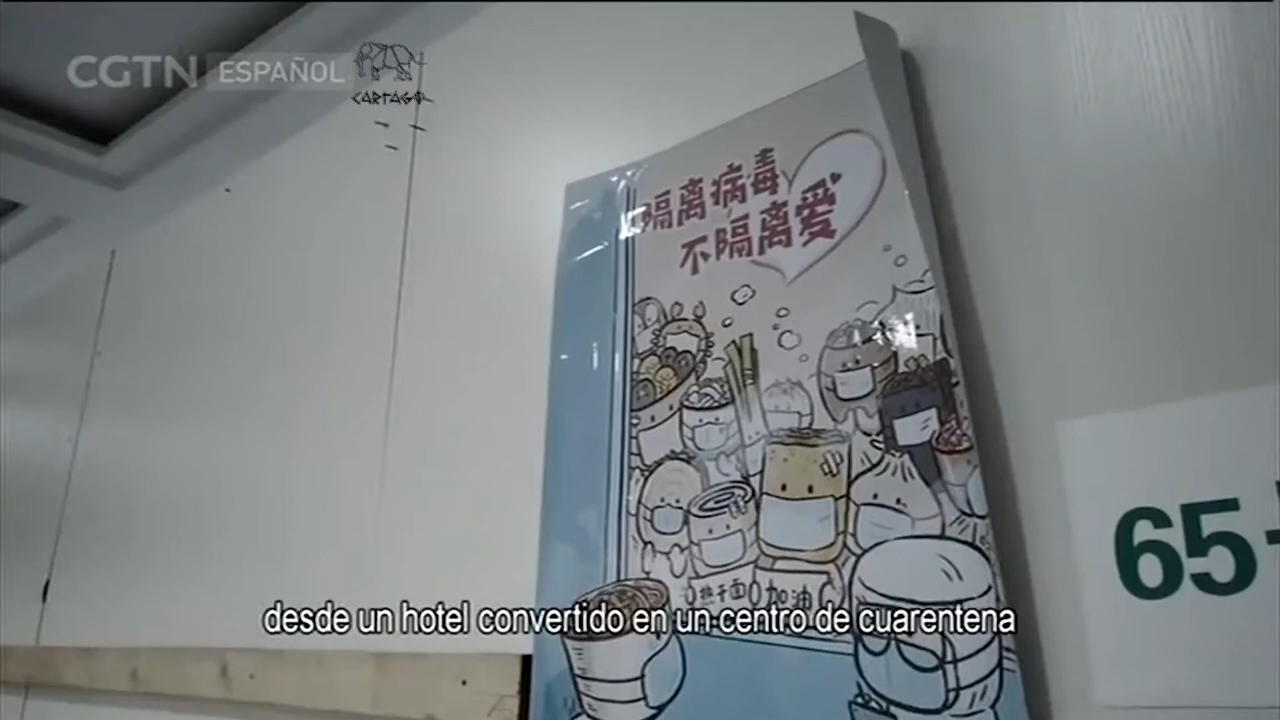 CGTN ESPAÑOL
CARTAGO
隔离病毒
不隔离爱
热干面 加油
65-
desde un hotel convertido en un centro de cuarentena